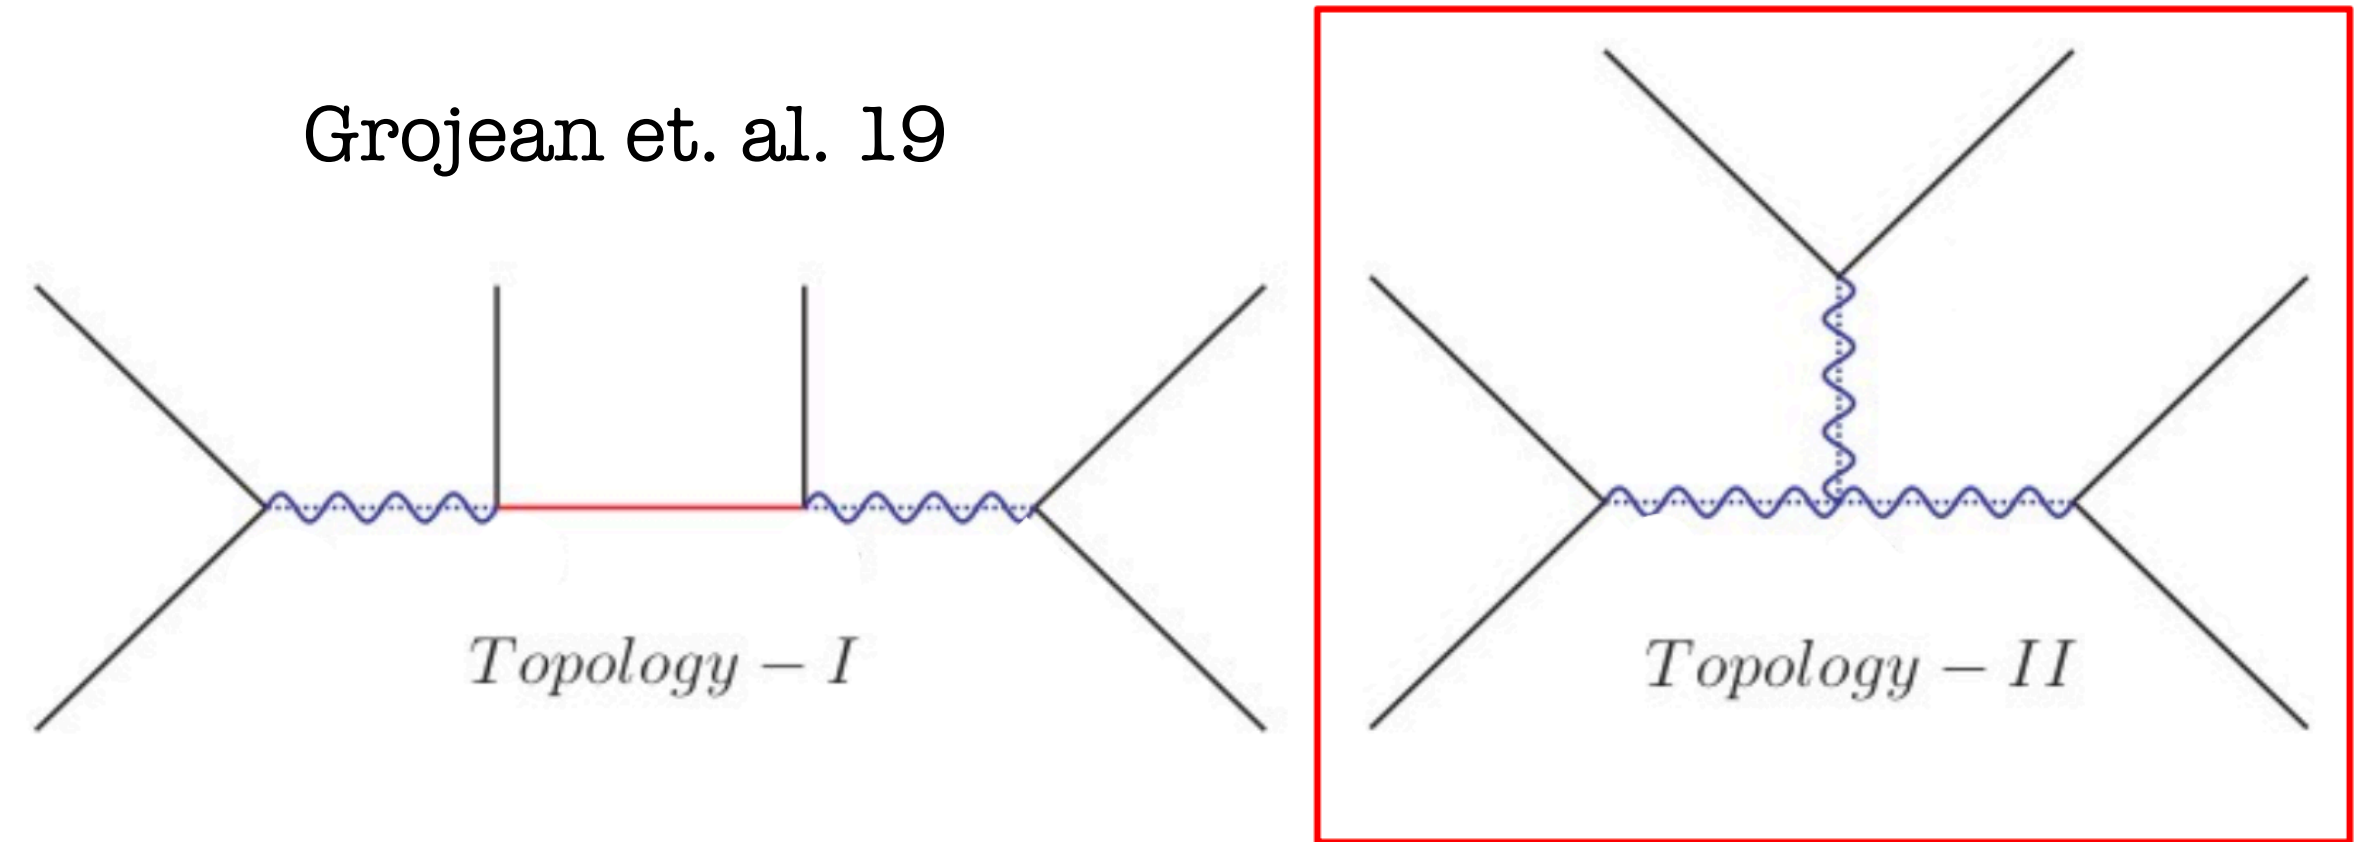 Grojean et. al. 19
Topology – I
Topology – II